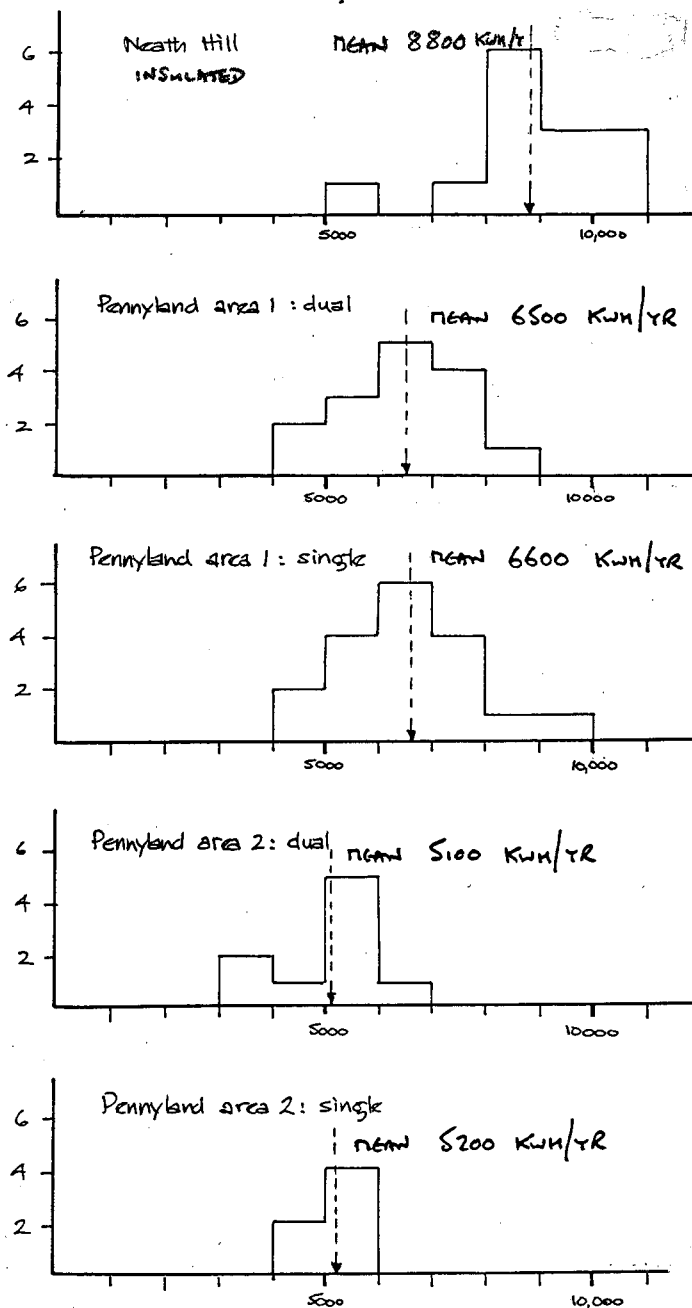 Neath Hill MEAN 8800 KWH/Y
INSULATED
6
4
2
5000 10,000
Pennyland area 1 : dual MEAN 6500 KWH/YR
6
4
2
5000 10000
Pennyland area 1: single MEAN 6600 KWH/YR
6
4
2
5000 10,000
Pennyland area 2: dual MEAN 5100 KWH/YR
6
4
2
5000 10000
Pennyland area 2: single
MEAN 5200 KWH/YR
6
4
2
5000 10,000